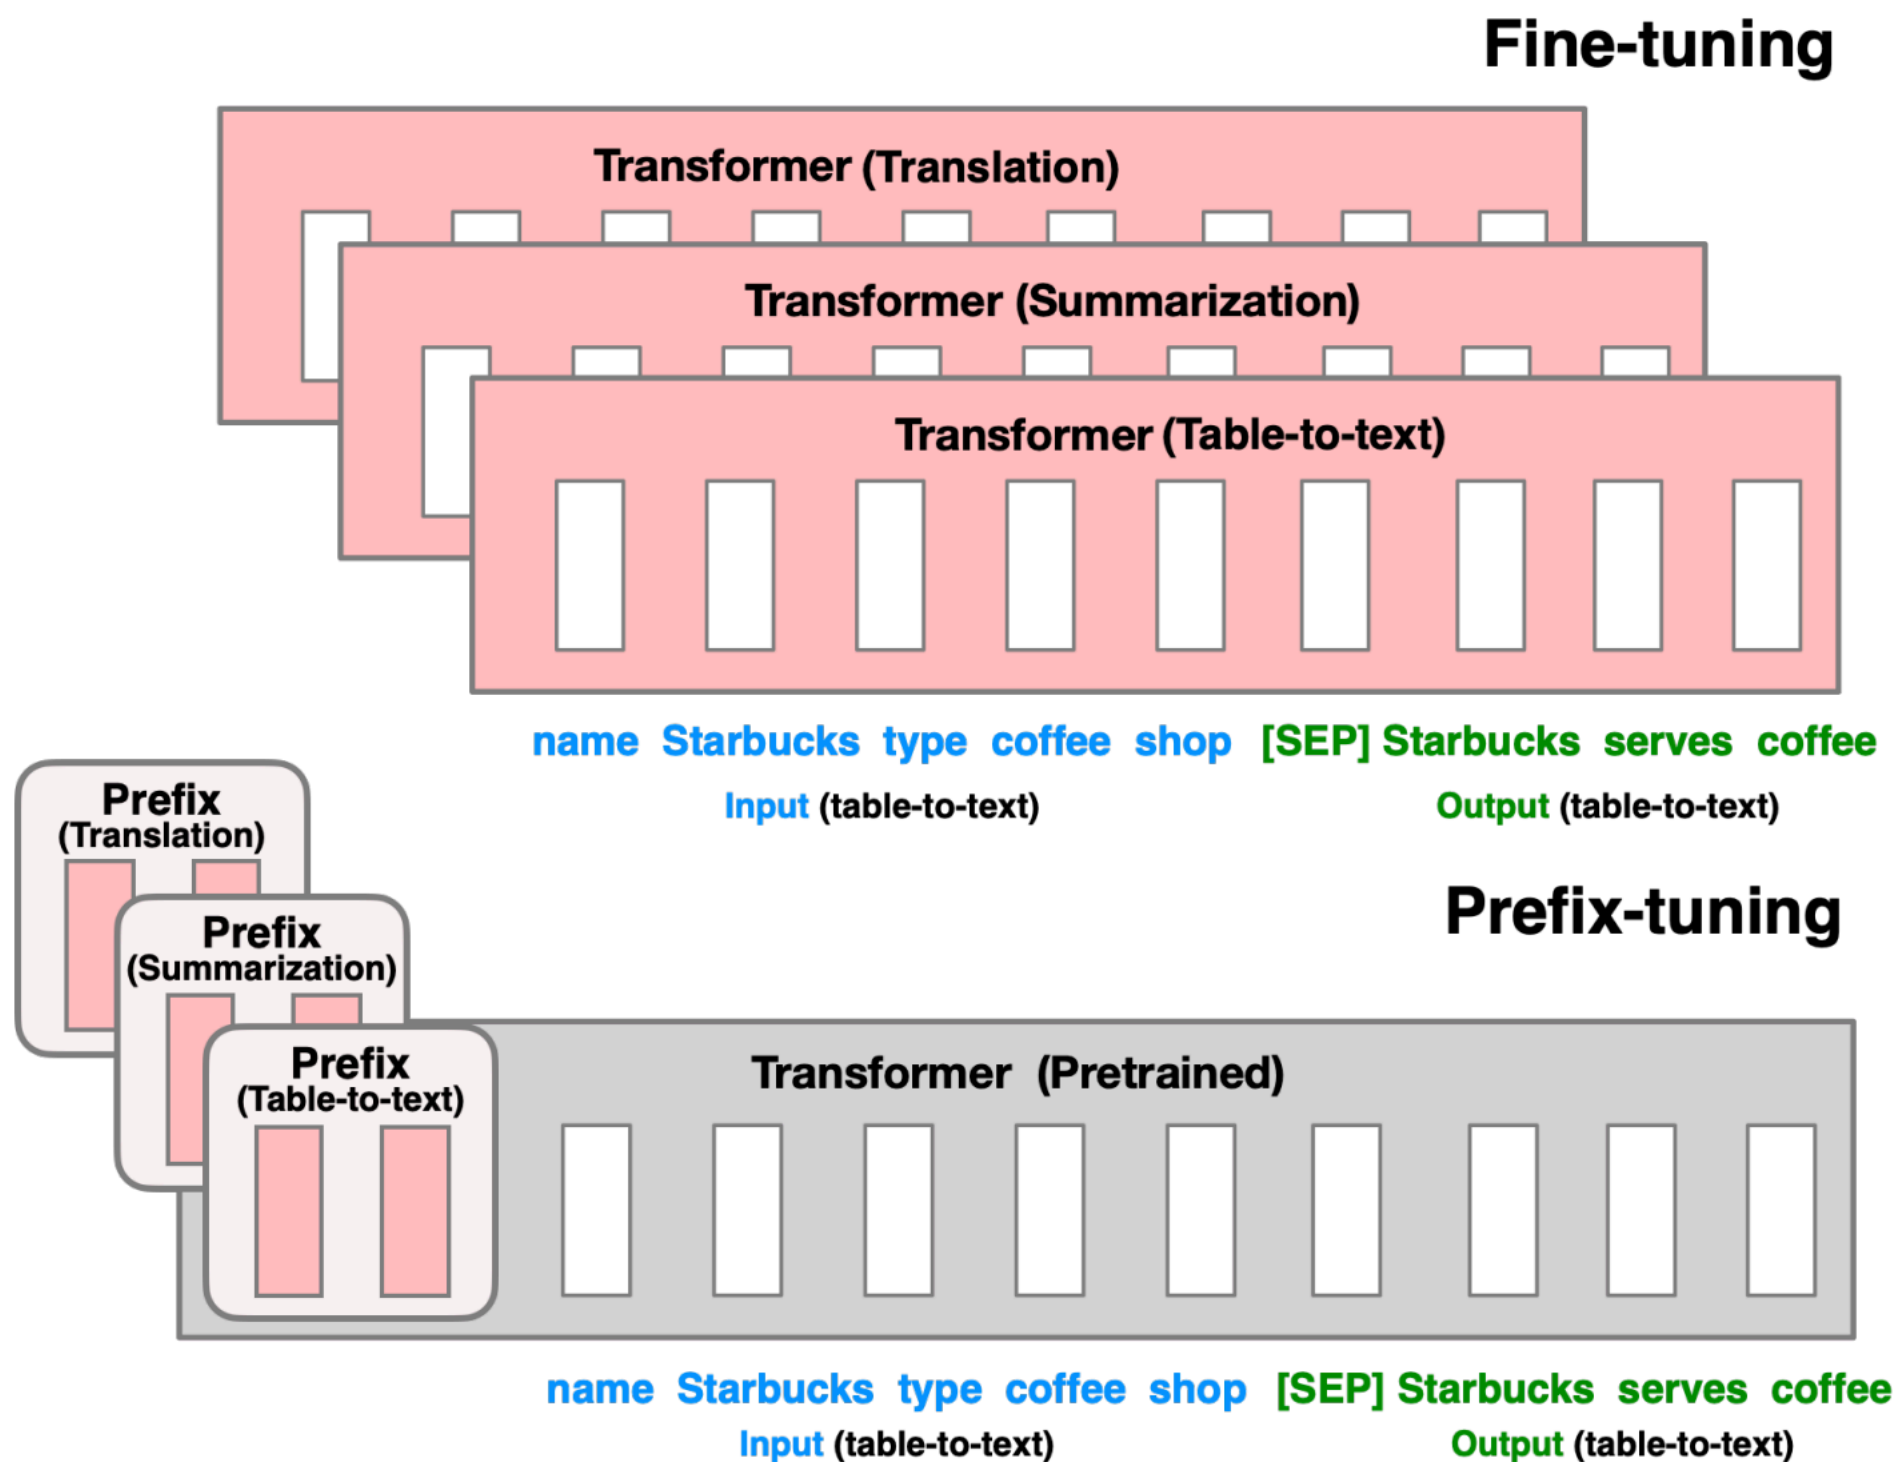 Fine-tuning
Transformer (Translation)
Transformer (Summarization)
Transformer (Table-to-text)
name Starbucks type coffee shop [SEP] Starbucks serves coffee
Input (table-to-text) Output (table-to-text)
Prefix
(Translation)
Prefix-tuning
Prefix
(Summarization)
Prefix
(Table-to-text)
Transformer (Pretrained)
name Starbucks type coffee shop [SEP] Starbucks serves coffee
Input (table-to-text) Output (table-to-text)